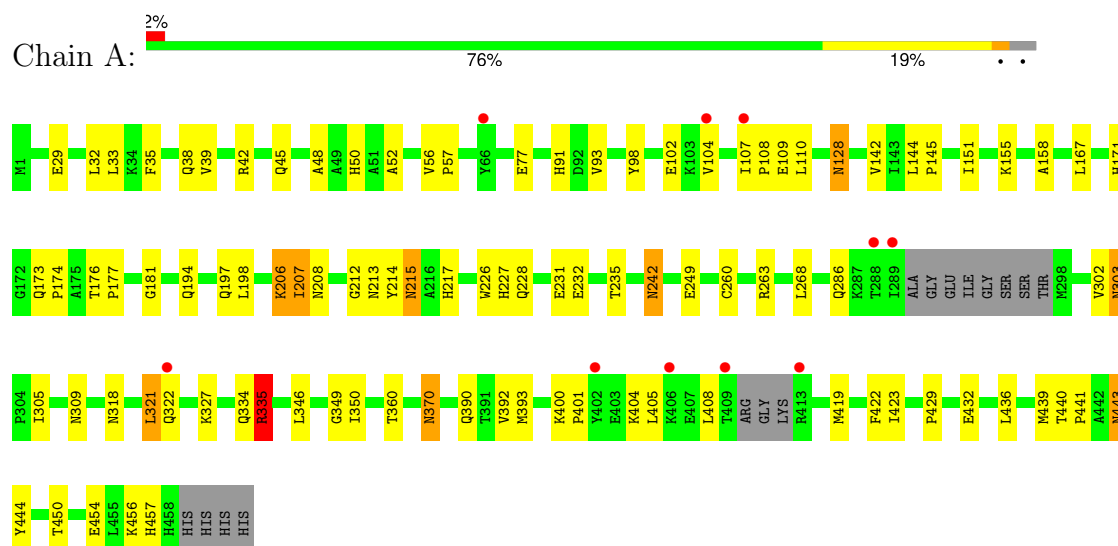 2%
Chain A:
76% 19% • •
M1 E29 L32 L33 K34 F35 Q38 V39 R42 Q45 A48 A49 H50 A51 A52 V56 P57 Y66 E77 H91 D92 V93 Y98 E102 K103 V104 I107 P108 E109 L110 N128 V142 I143 L144 P145 I151 K155 A158 L167 H171
G172 Q173 P174 A175 T176 P177 G181 Q194 Q197 L198 K206 I207 N208 G212 N213 Y214 N215 A216 H217 W226 H227 Q228 E231 E232 T235 N242 E249 C260 R263 L268 Q286 K287 T288 I289 ALA GLY GLU ILE GLY SER SER THR M298 V302 N303
P304 I305 N309 N318 L321 Q322 K327 Q334 R335 L346 G349 I350 T360 N370 Q390 T391 V392 M393 K400 P401 Y402 E403 K404 L405 K406 E407 L408 T409 ARG GLY LYS R413 M419 F422 I423 P429 E432 L436 M439 T440 P441 A442 N443
Y444 T450 E454 L455 K456 H457 H458 HIS HIS HIS HIS